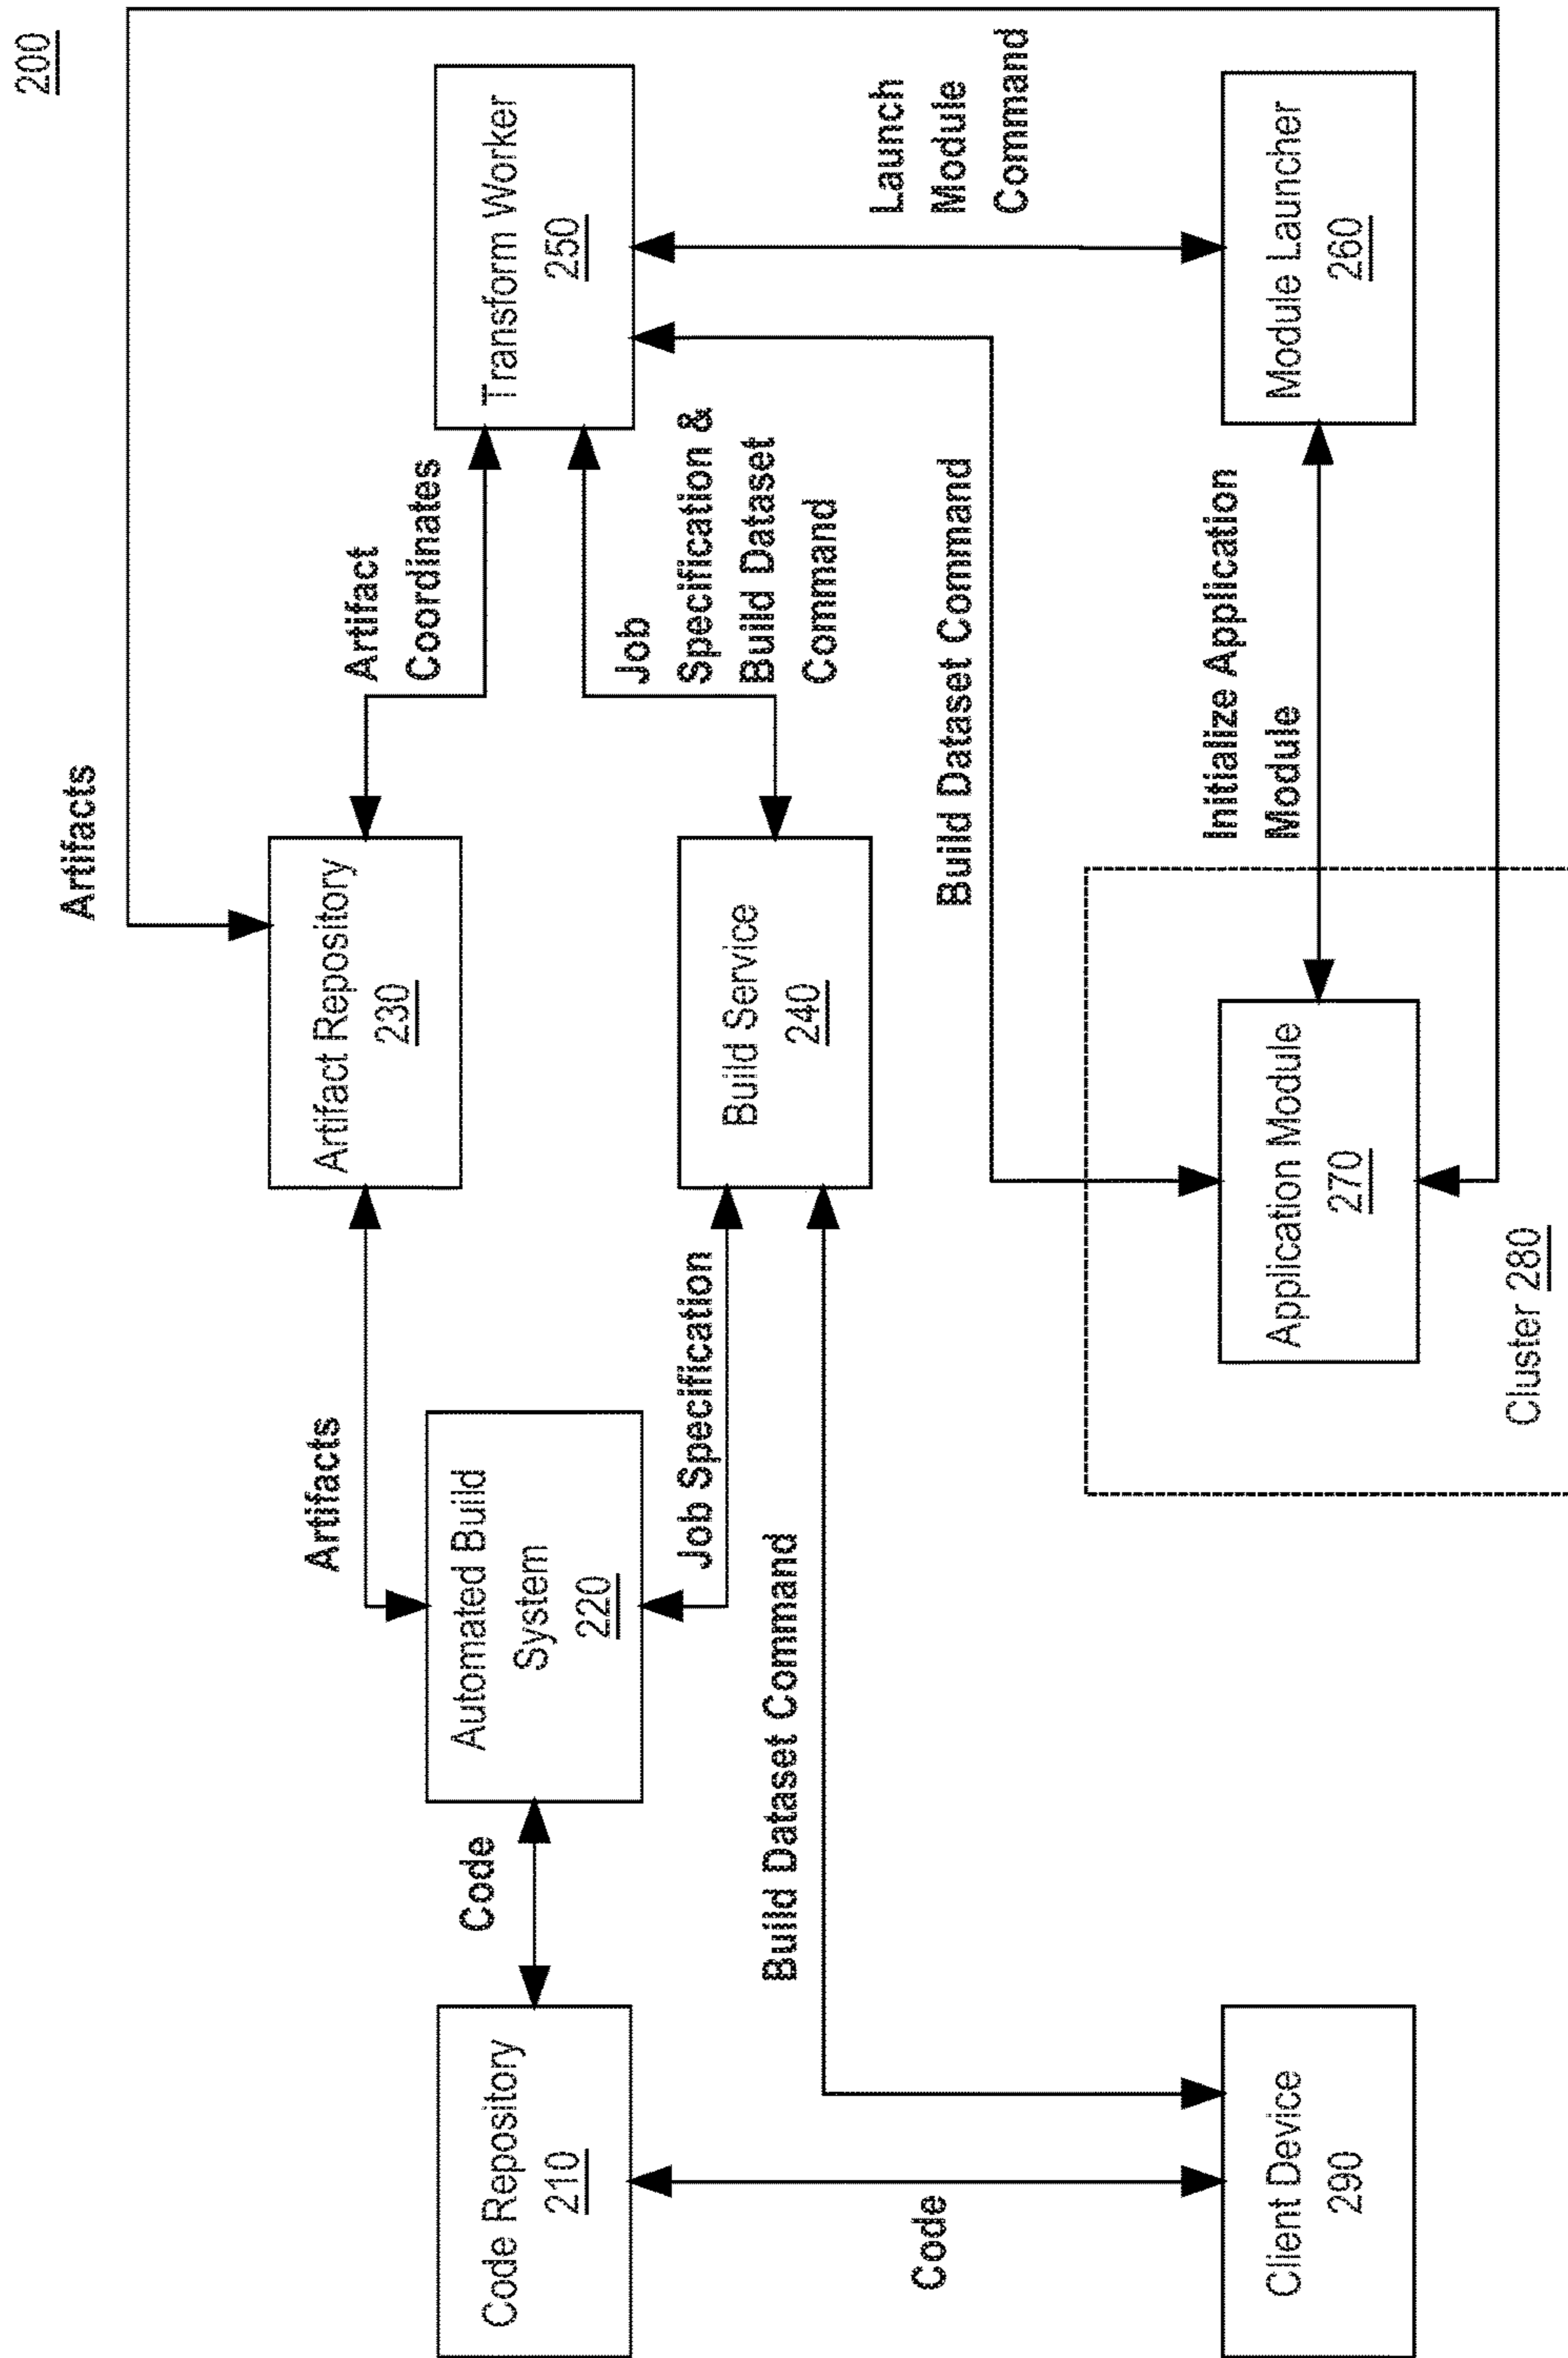 200
Artifacts
Artifact Repository
230
Artifact
Coordinates
Transform Worker
250
Artifacts
Code Repository
210
Code
Automated Build
System
220
Job Specification
Build Service
240
Job
Specification &
Build Dataset
Command
Build Dataset Command
Launch
Module
Command
Code
Build Dataset Command
Client Device
290
Application Module
270
Cluster 280
Initialize Application
Module
Module Launcher
260